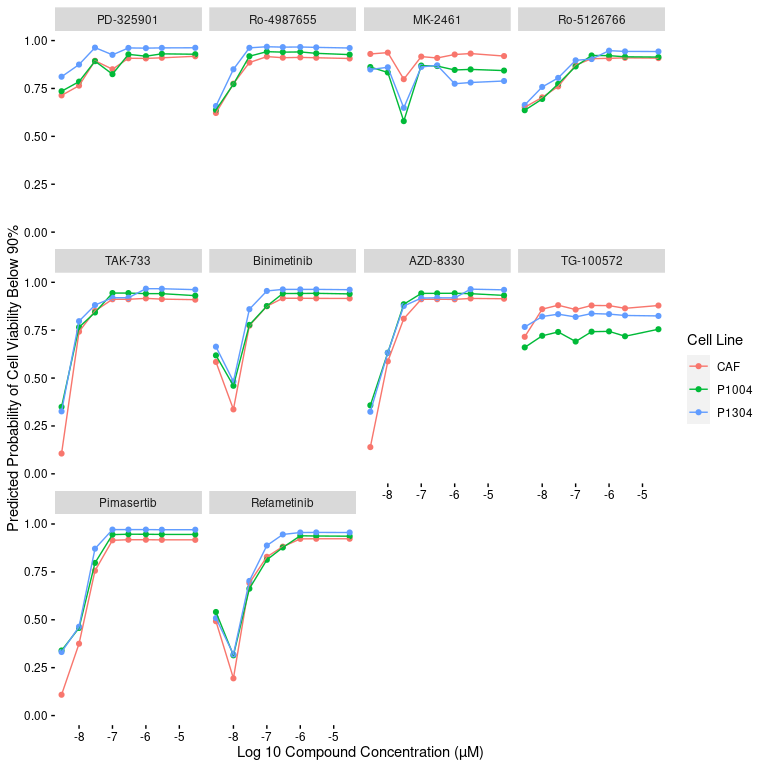 PD-325901 Ro-4987655 MK-2461 Ro-5126766
1.00
0.75
0.50
0.25
0.00
TAK-733 Binimetinib AZD-8330 TG-100572
1.00
0.75
0.50
0.25
0.00
-8 -7 -6 -5 -8 -7 -6 -5
Pimasertib Refametinib
1.00
0.75
0.50
0.25
0.00
-8 -7 -6 -5 -8 -7 -6 -5
Log 10 Compound Concentration (μM)
Predicted Probability of Cell Viability Below 90%
Cell Line
CAF
P1004
P1304